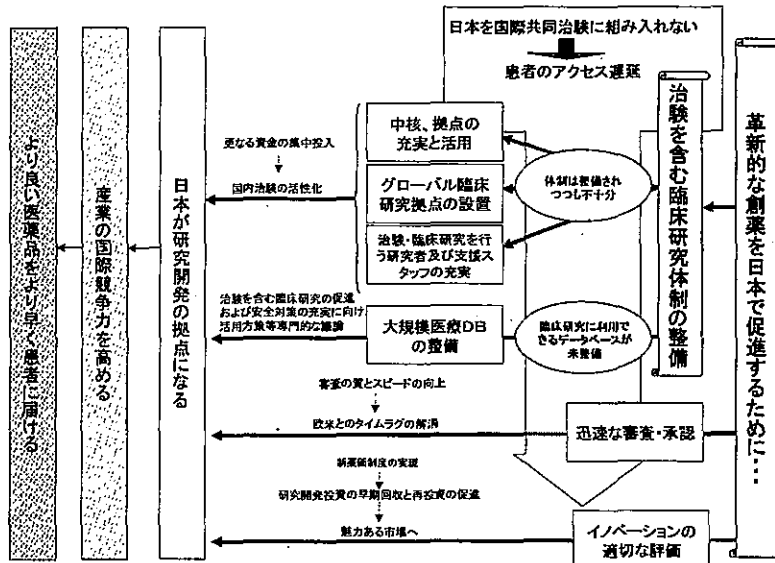 日本を国際共同治験に組み入れない
患者のアクセス遅延
革新的な創薬を日本で促進するために・・・
治験を含む臨床研究体制の整備
体制は整備され
つつも不十分
中核、拠点の
充実と活用
グローバル臨床
研究拠点の設置
治験・臨床研究を行
う研究者及び支援ス
タッフの充実
更なる資金の集中投入
国内治験の活性化
臨床研究に利用で
きるデータベースが
未整備
大規模医療DB
の整備
治験を含む臨床研究の促進
および安全対策の充実に向け
活用方策等専門的な議論
迅速な審査・承認
審査の質とスピードの向上
欧米とのタイムラグの解消
イノベーションの
適切な評価
新薬価制度の実現
研究開発投資の早期回収と再投資の促進
魅力ある市場へ
日本が研究開発の拠点になる
産業の国際競争力を高める
より良い医薬品をより早く患者に届ける